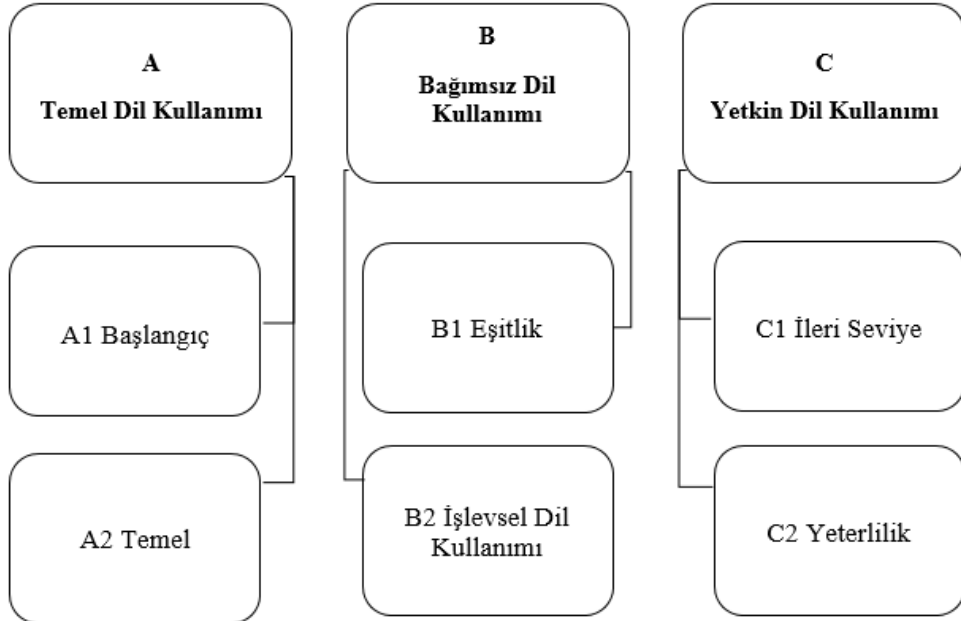 A
Temel Dil Kullanımı
B
Bağımsız Dil
Kullanımı
C
Yetkin Dil Kullanımı
A1 Başlangıç
B1 Eşitlik
C1 İleri Seviye
A2 Temel
B2 İşlevsel Dil
Kullanımı
C2 Yeterlilik